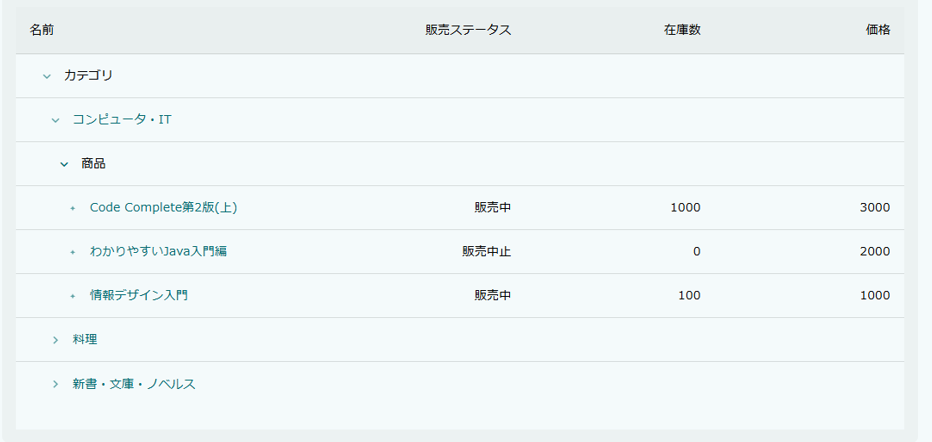 名前 販売ステータス 在庫数 価格
カテゴリ
コンピュータ・IT
商品
Code Complete第2版(上) 販売中 1000 3000
わかりやすいJava入門編 販売中止 0 2000
情報デザイン入門 販売中 100 1000
料理
新書・文庫・ノベルス